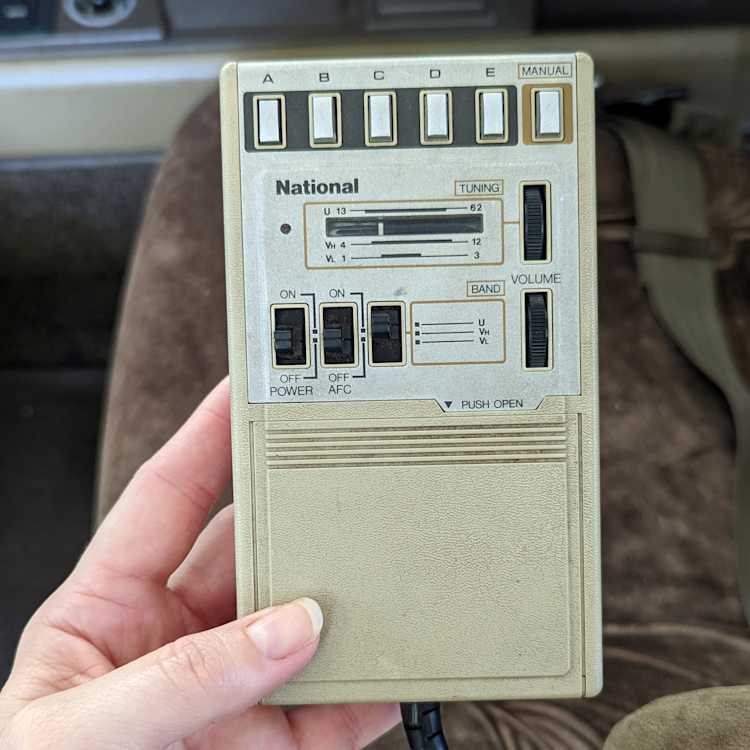 A B C D E MANUAL
National TUNING
U 13 62
VH 4 12
VL 1 3
VOLUME
ON ON BAND
U
VH
VL
OFF OFF
POWER AFC
▼ PUSH OPEN